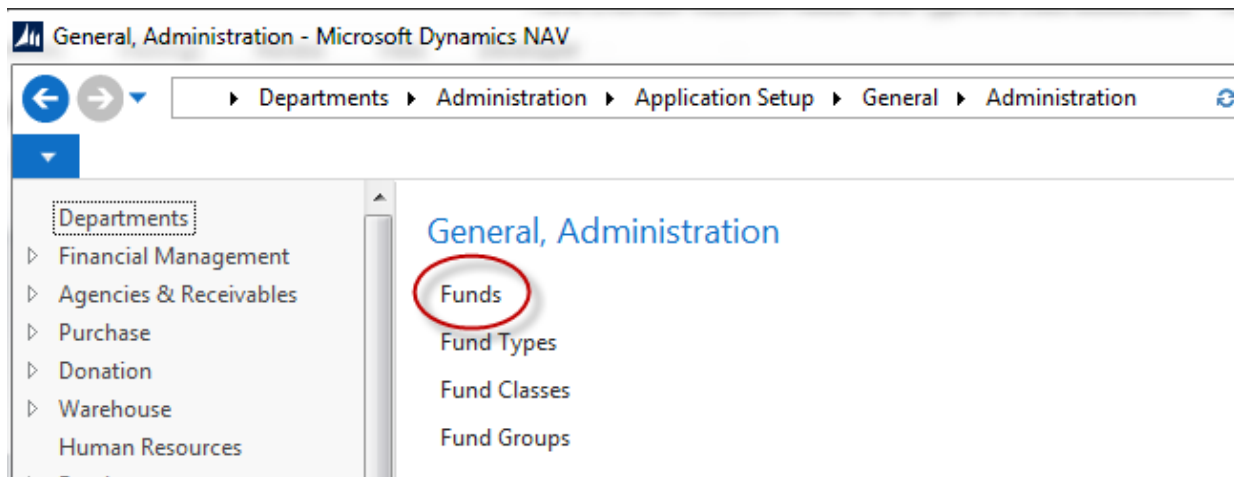 General, Administration - Microsoft Dynamics NAV
Departments Administration Application Setup General Administration
Departments
Financial Management
Agencies & Receivables
Purchase
Donation
Warehouse
Human Resources
General, Administration
Funds
Fund Types
Fund Classes
Fund Groups